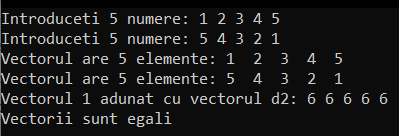 Introduceti 5 numere: 1 2 3 4 5
Introduceti 5 numere: 5 4 3 2 1
Vectorul are 5 elemente: 1  2  3  4  5
Vectorul are 5 elemente: 5  4  3  2  1
Vectorul 1 adunat cu vectorul d2: 6 6 6 6 6
Vectorii sunt egali